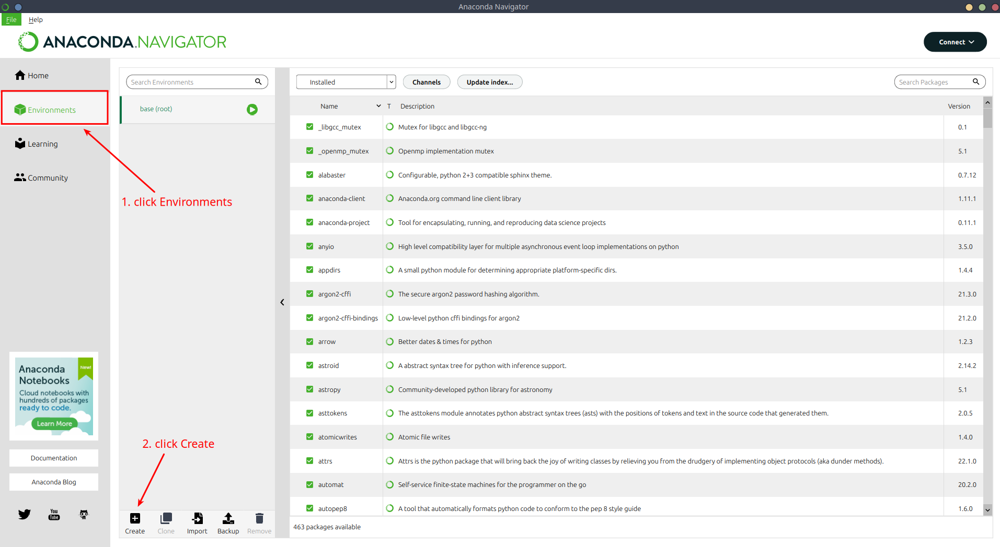 Anaconda Navigator
File Help
ANACONDA.NAVIGATOR
Connect
Home
Environments
Learning
Community
1. click Environments
2. click Create
Anaconda
Notebooks
New!
Cloud notebooks with
hundreds of packages
ready to code.
Learn More
Documentation
Anaconda Blog
You
Tube
Search Environments
base (root)
Create Clone Import Backup Remove
Installed Channels Update index... Search Packages
Name T Description Version
_libgcc_mutex Mutex for libgcc and libgcc-ng 0.1
_openmp_mutex Openmp implementation mutex 5.1
alabaster Configurable, python 2+3 compatible sphinx theme. 0.7.12
anaconda-client Anaconda.org command line client library 1.11.1
anaconda-project Tool for encapsulating, running, and reproducing data science projects 0.11.1
anyio High level compatibility layer for multiple asynchronous event loop implementations on python 3.5.0
appdirs A small python module for determining appropriate platform-specific dirs. 1.4.4
argon2-cffi The secure argon2 password hashing algorithm. 21.3.0
argon2-cffi-bindings Low-level python cffi bindings for argon2 21.2.0
arrow Better dates & times for python 1.2.3
astroid A abstract syntax tree for python with inference support. 2.14.2
astropy Community-developed python library for astronomy 5.1
asttokens The asttokens module annotates python abstract syntax trees (asts) with the positions of tokens and text in the source code that generated them. 2.0.5
atomicwrites Atomic file writes 1.4.0
attrs Attrs is the python package that will bring back the joy of writing classes by relieving you from the drudgery of implementing object protocols (aka dunder methods). 22.1.0
automat Self-service finite-state machines for the programmer on the go 20.2.0
autopep8 A tool that automatically formats python code to conform to the pep 8 style guide 1.6.0
463 packages available